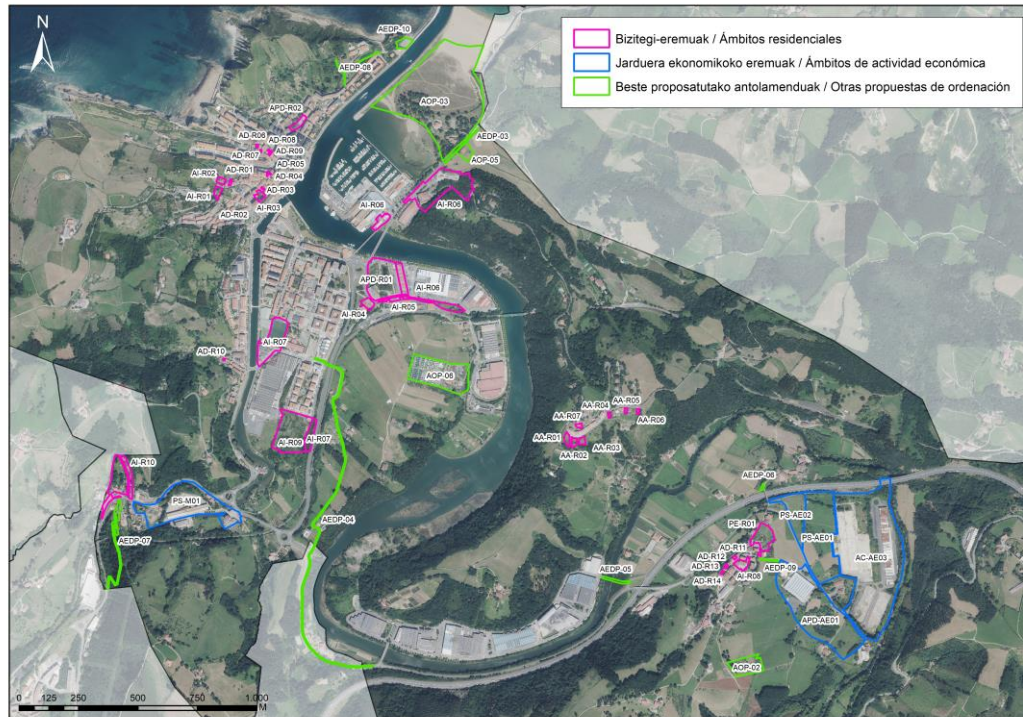 N
Bizitegi-eremuak / Ámbitos residenciales
Jarduera ekonomikoko eremuak / Ámbitos de actividad económica
Beste proposatutako antolamenduak / Otras propuestas de ordenación
AEDP-10
AEDP-08
AOP-03
APD-R02
AEDP-03
AD-R06
AD-R08
AD-R07
AD-R09
AOP-05
AD-R05
AI-R02
AD-R01
AD-R04
AI-R01
AD-R03
AI-R03
AI-R06
AD-R02
AI-R06
APD-R01
AI-R06
AI-R04
AI-R05
AI-R07
AD-R10
AOP-06
AA-R04
AA-R05
AA-R07
AA-R06
AI-R07
AA-R01
AI-R09
AA-R03
AA-R02
AI-R10
AEDP-06
PS-M01
PS-AE02
AEDP-04
PE-R01
PS-AE01
AEDP-07
AD-R11
AC-AE03
AD-R12
AEDP-05
AD-R13
AEDP-09
AI-R08
AD-R14
APD-AE01
AOP-02
0 125 250 500 750 1.000
M